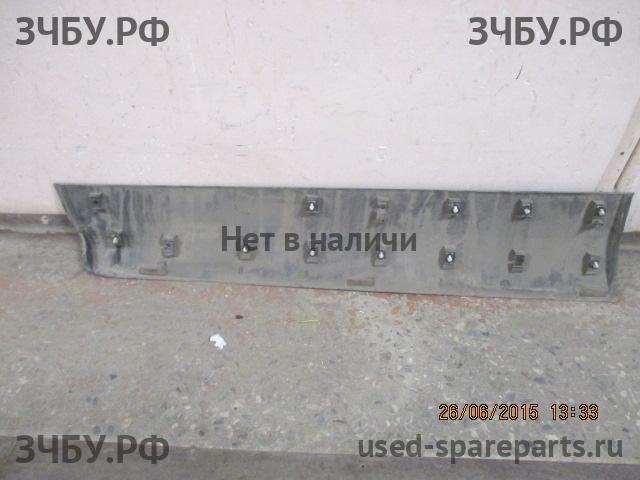 ЗЧБУ.РФ ЗЧБУ.РФ
Нет в наличи
26/06/2015 13:33
ЗЧБУ.РФ used-spareparts.ru